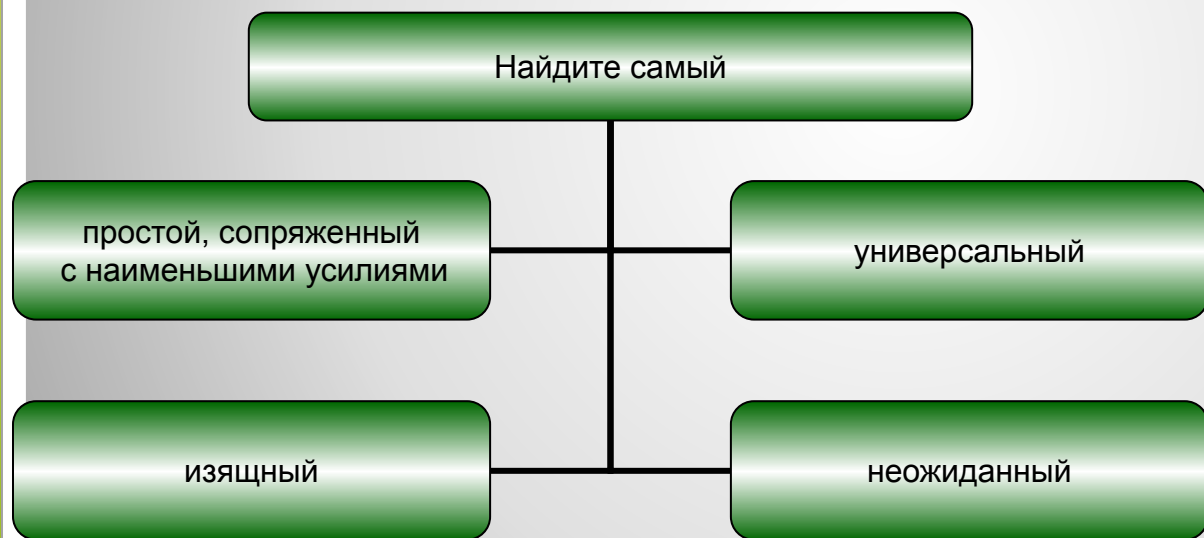 Найдите самый
простой, сопряженный
с наименьшими усилиями
универсальный
изящный
неожиданный